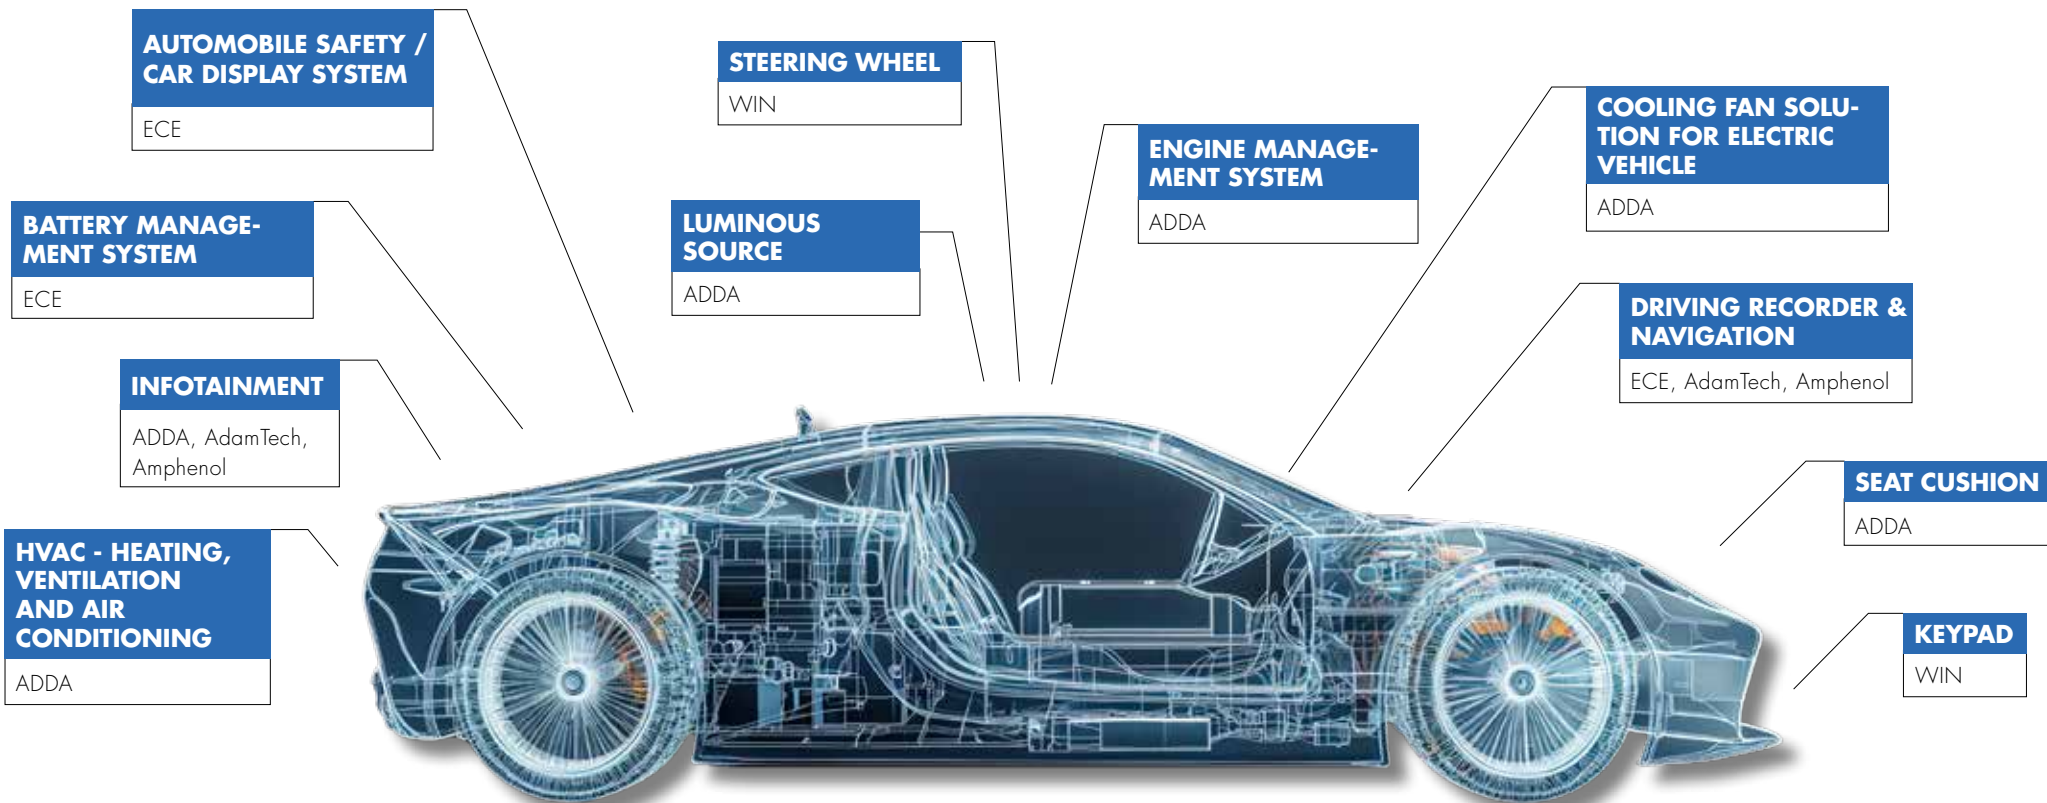 AUTOMOBILE SAFETY /
CAR DISPLAY SYSTEM
ECE
STEERING WHEEL
WIN
COOLING FAN SOLU-
TION FOR ELECTRIC
VEHICLE
ADDA
ENGINE MANAGE-
MENT SYSTEM
ADDA
BATTERY MANAGE-
MENT SYSTEM
ECE
LUMINOUS
SOURCE
ADDA
DRIVING RECORDER &
NAVIGATION
ECE, AdamTech, Amphenol
INFOTAINMENT
ADDA, AdamTech,
Amphenol
SEAT CUSHION
ADDA
HVAC - HEATING,
VENTILATION
AND AIR
CONDITIONING
ADDA
KEYPAD
WIN